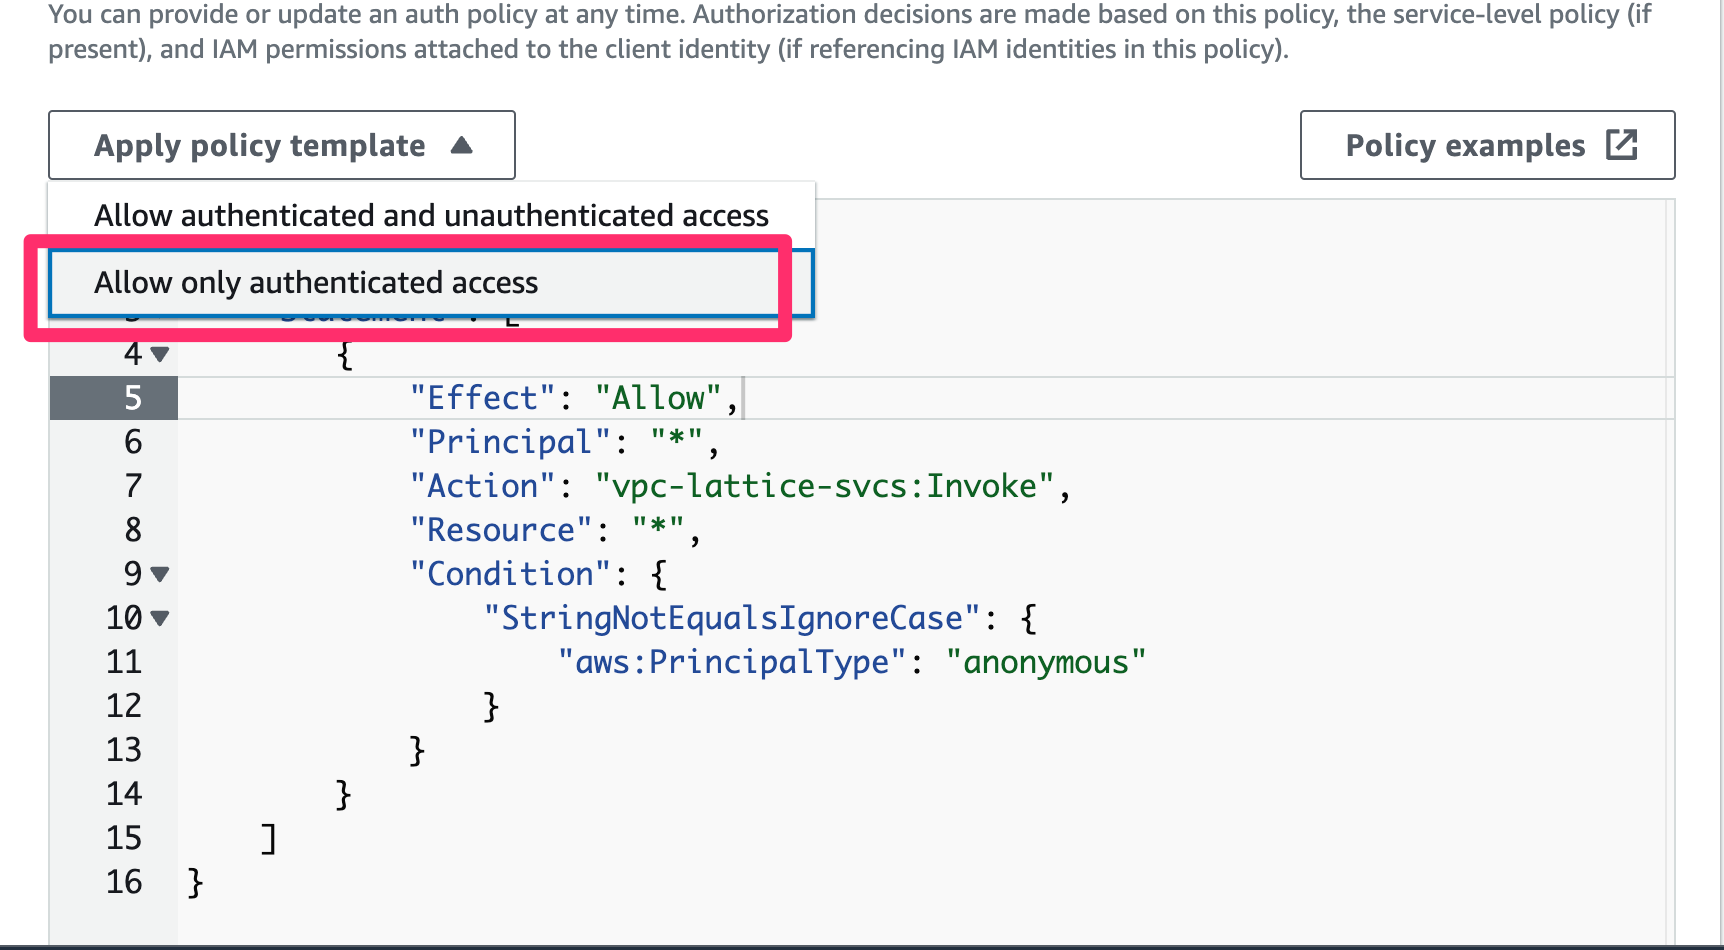 You can provide or update an auth policy at any time. Authorization decisions are made based on this policy, the service-level policy (if
present), and IAM permissions attached to the client identity (if referencing IAM identities in this policy).
Apply policy template
Policy examples
Allow authenticated and unauthenticated access
Allow only authenticated access
3 "Statement": [
4 {
5 "Effect": "Allow",
6 "Principal": "*",
7 "Action": "vpc-lattice-svcs:Invoke",
8 "Resource": "*",
9 "Condition": {
10 "StringNotEqualsIgnoreCase": {
11 "aws:PrincipalType": "anonymous"
12 }
13 }
14 }
15 ]
16 }